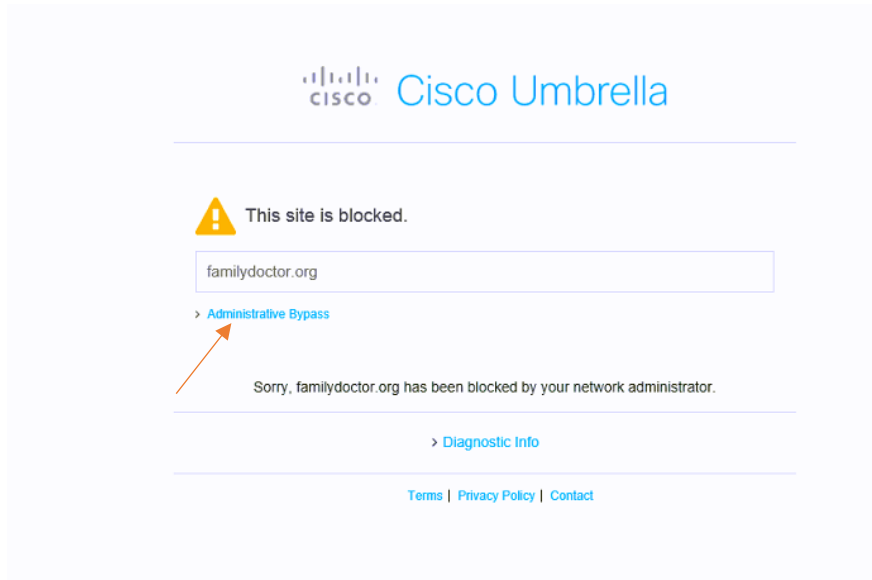 CISCO Cisco Umbrella
This site is blocked.
familydoctor.org
> Administrative Bypass
Sorry, familydoctor.org has been blocked by your network administrator.
> Diagnostic Info
Terms | Privacy Policy | Contact